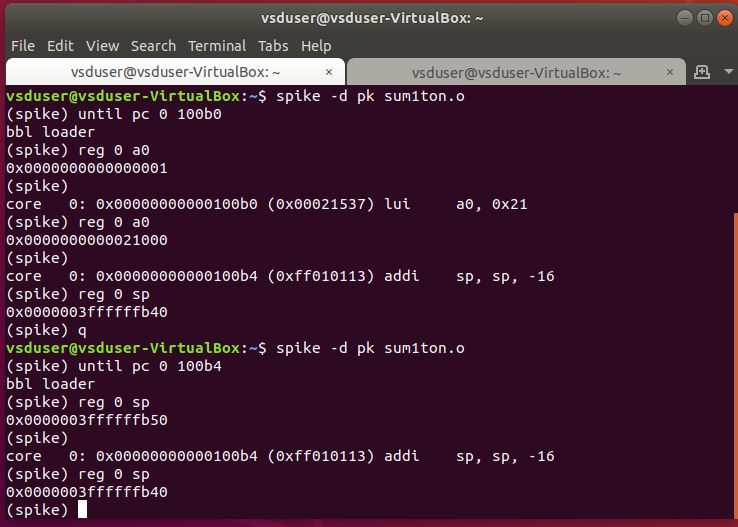 vsduser@vsduser-VirtualBox: ~
File Edit View Search Terminal Tabs Help
vsduser@vsduser-VirtualBox: ~ × vsduser@vsduser-VirtualBox: ~ ×
vsduser@vsduser-VirtualBox:~$ spike -d pk sum1ton.o
(spike) until pc 0 100b0
bbl loader
(spike) reg 0 a0
0x0000000000000001
(spike)
core   0: 0x00000000000100b0 (0x00021537) lui     a0, 0x21
(spike) reg 0 a0
0x0000000000021000
(spike)
core   0: 0x00000000000100b4 (0xff010113) addi    sp, sp, -16
(spike) reg 0 sp
0x0000003ffffffb40
(spike) q
vsduser@vsduser-VirtualBox:~$ spike -d pk sum1ton.o
(spike) until pc 0 100b4
bbl loader
(spike) reg 0 sp
0x0000003ffffffb50
(spike)
core   0: 0x00000000000100b4 (0xff010113) addi    sp, sp, -16
(spike) reg 0 sp
0x0000003ffffffb40
(spike)